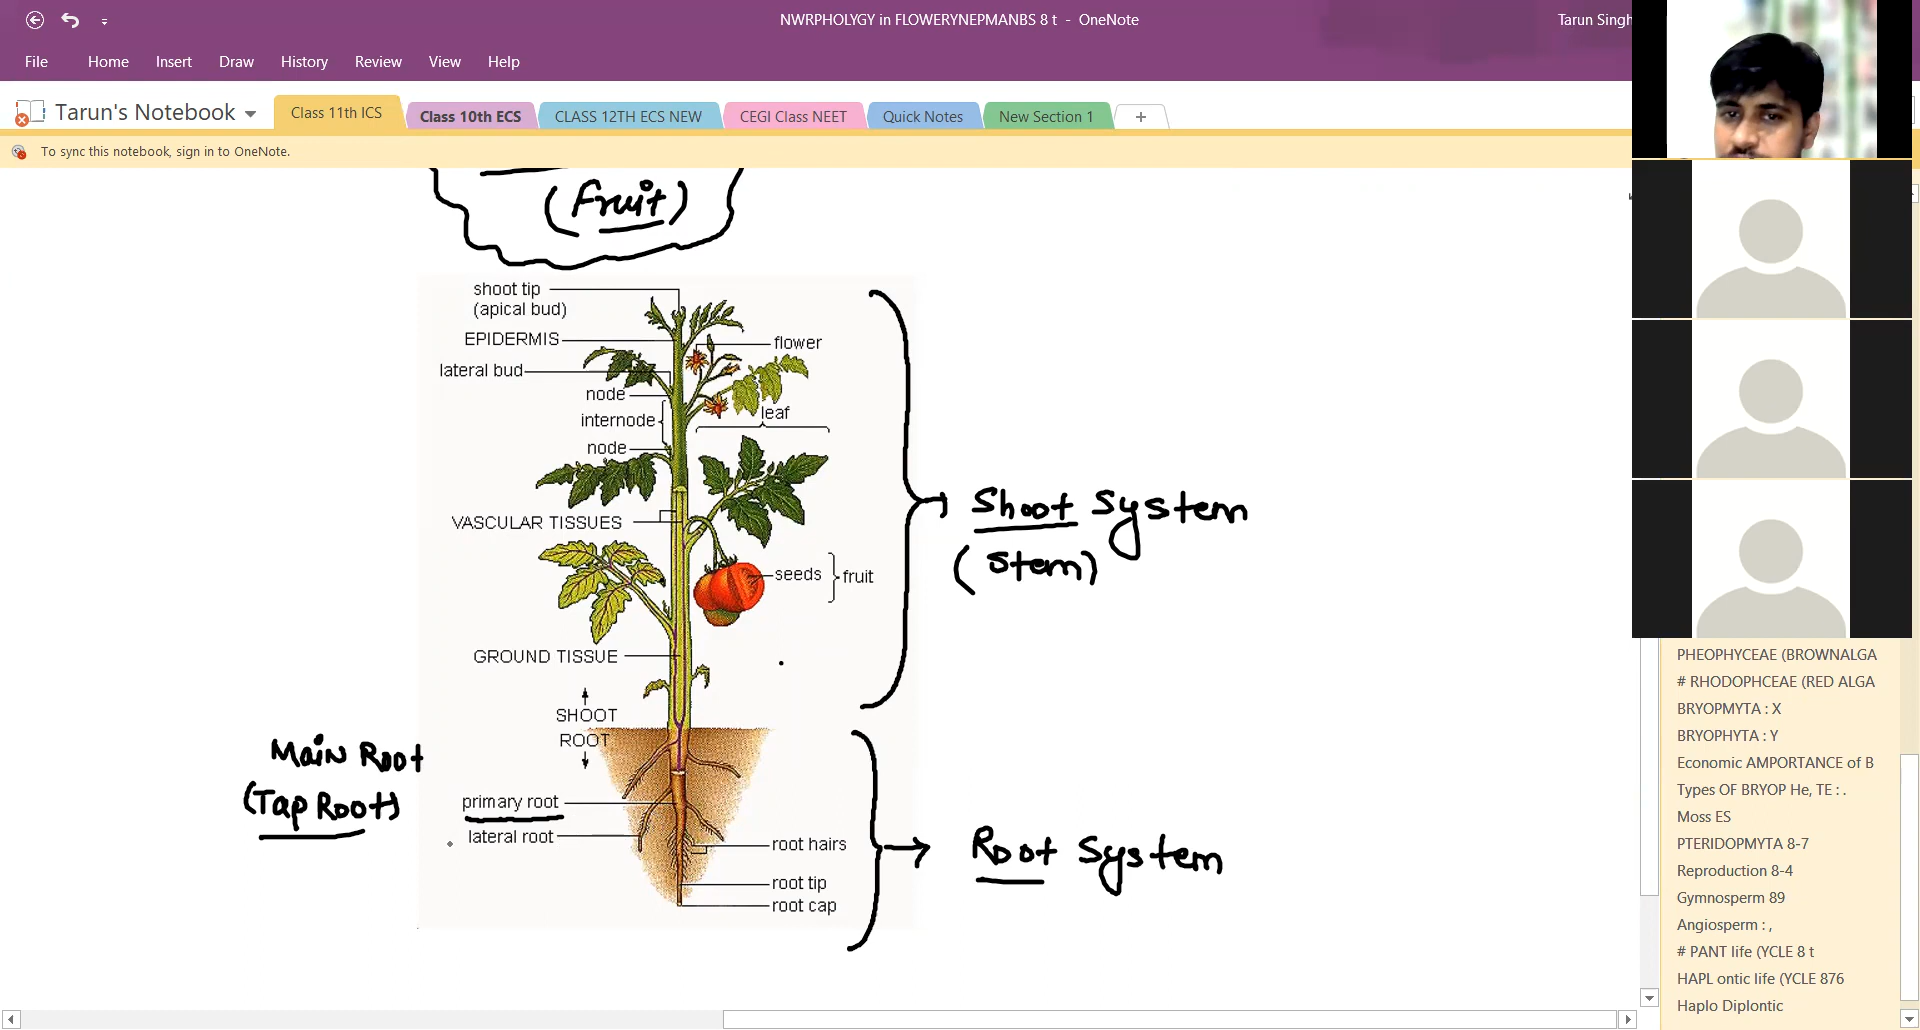 NWRPHOLYGY in FLOWERYNEPMANBS 8 t - OneNote
Tarun Singh
File Home Insert Draw History Review View Help
Tarun's Notebook
Class 11th ICS
Class 10th ECS
CLASS 12TH ECS NEW
CEGI Class NEET
Quick Notes
New Section 1
To sync this notebook, sign in to OneNote.
(Fruit)
shoot tip
(apical bud)
EPIDERMIS
flower
lateral bud
node
leaf
internode
node
VASCULAR TISSUES
seeds
fruit
GROUND TISSUE
SHOOT
ROOT
primary root
lateral root
root hairs
root tip
root cap
Shoot System
(Stem)
Main Root
(Tap Root)
Root System
PHEOPHYCEAE (BROWNALGA
# RHODOPHCEAE (RED ALGA
BRYOPMYTA : X
BRYOPHYTA : Y
Economic AMPORTANCE of B
Types OF BRYOP He, TE : .
Moss ES
PTERIDOPMYTA 8-7
Reproduction 8-4
Gymnosperm 89
Angiosperm : ,
# PANT life (YCLE 8 t
HAPL ontic life (YCLE 876
Haplo Diplontic